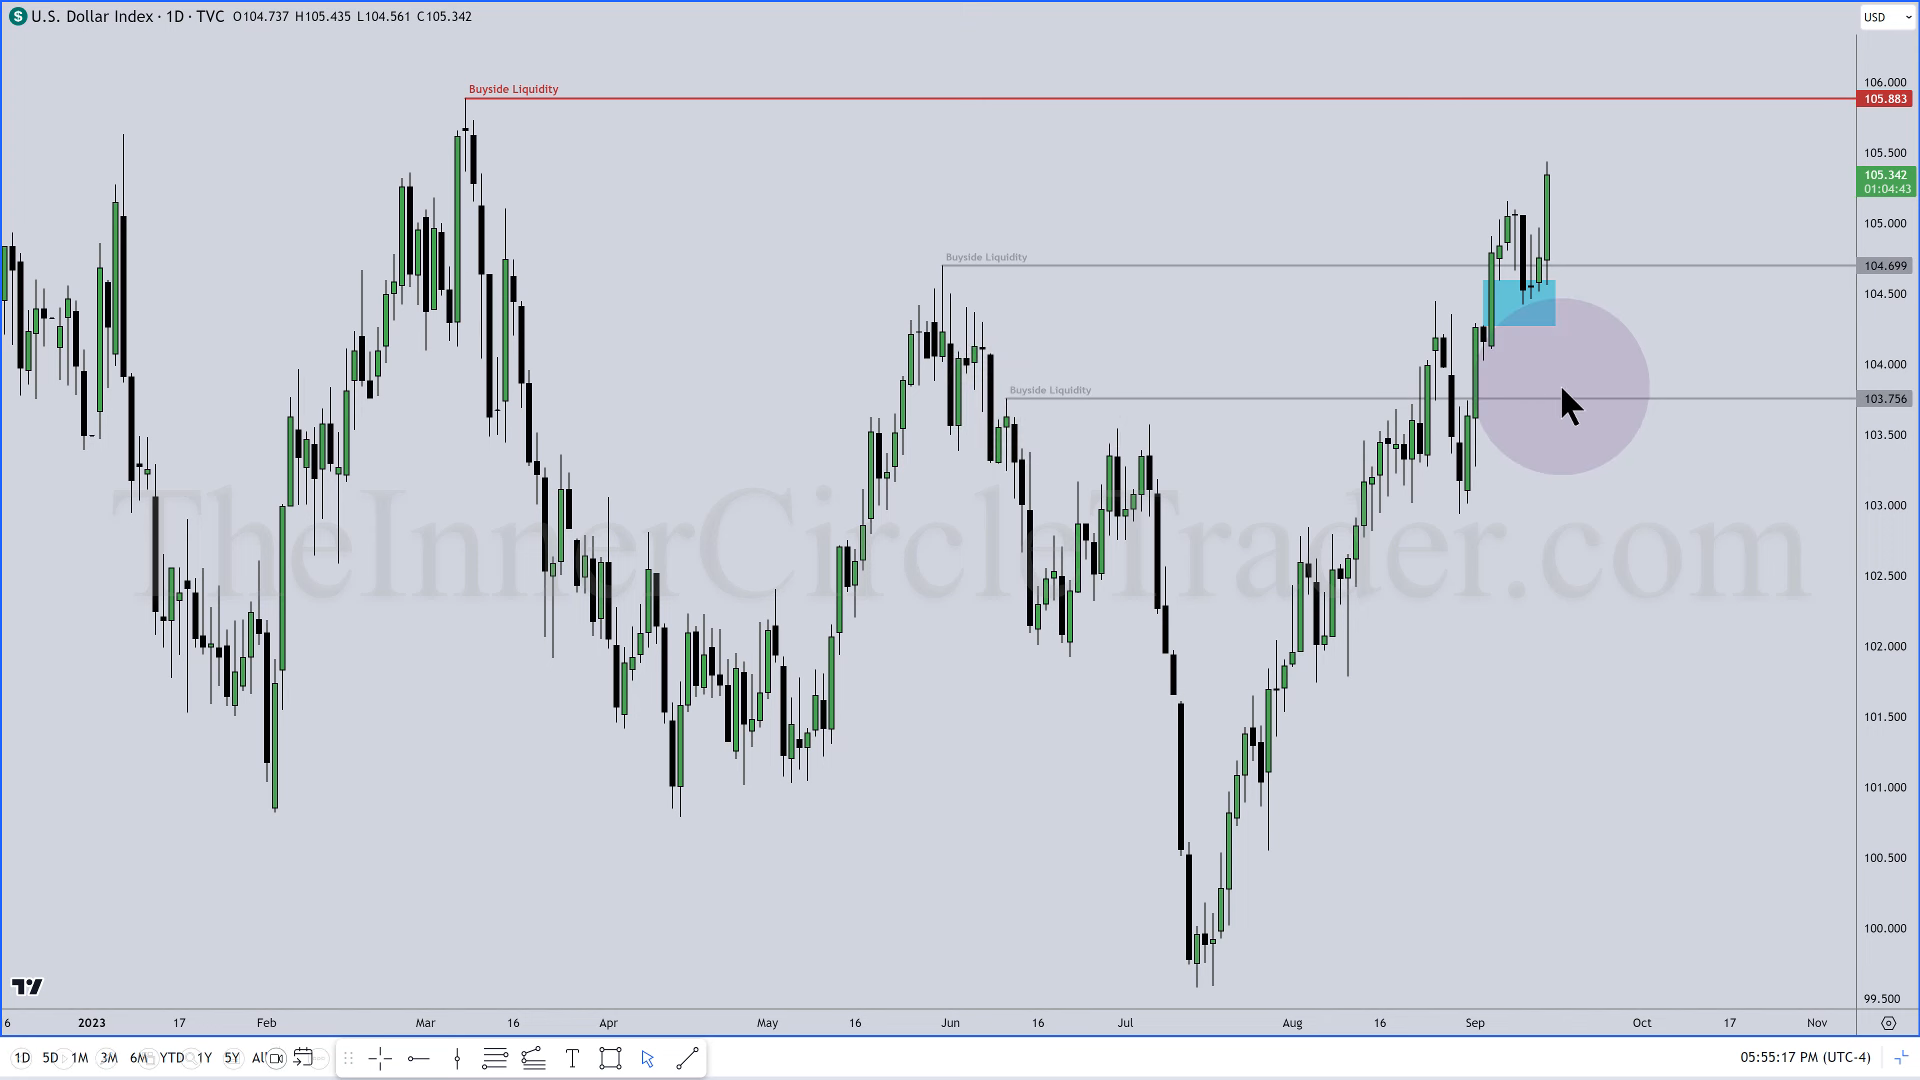 U.S. Dollar Index · 1D · TVC O104.737 H105.435 L104.561 C105.342
USD
Buyside Liquidity
106.000
105.883
105.500
105.342
01:04:43
105.000
Buyside Liquidity
104.699
104.500
104.000
Buyside Liquidity
103.756
103.500
103.000
TheInnerCircleTrader.com
102.500
102.000
101.500
101.000
100.500
100.000
99.500
6 2023 17 Feb Mar 16 Apr May 16 Jun 16 Jul Aug 16 Sep Oct 17 Nov
1D 5D 1M 3M 6M YTD 1Y 5Y All
05:55:17 PM (UTC-4)